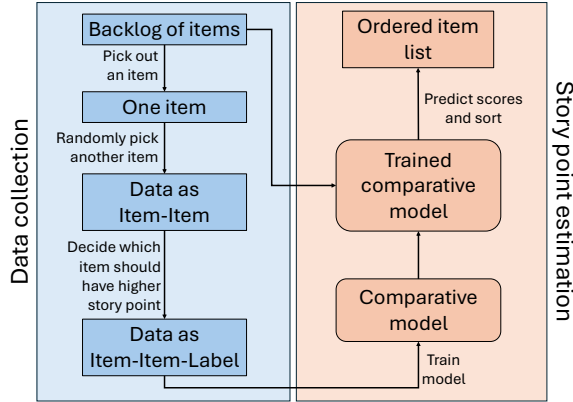 Data collection
Backlog of items
Pick out
an item
One item
Randomly pick
another item
Data as
Item-Item
Decide which
item should
have higher
story point
Data as
Item-Item-Label
Ordered item
list
Predict scores
and sort
Trained
comparative
model
Comparative
model
Train
model
Story point estimation